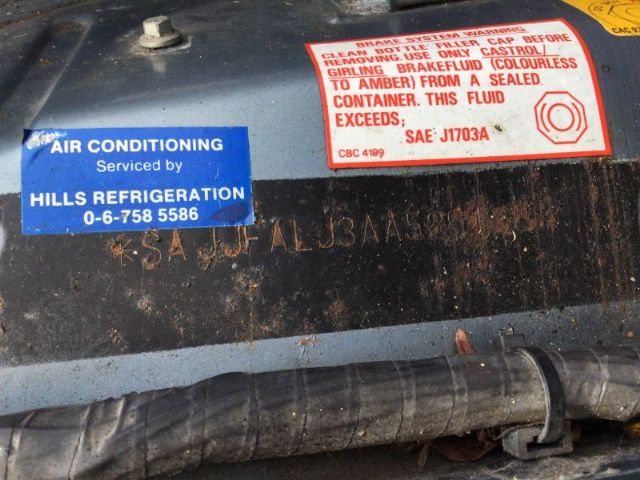 BRAKE SYSTEM WARNING
CLEAN BOTTLE FILLER CAP BEFORE
REMOVING. USE ONLY CASTROL/
GIRLING BRAKEFLUID (COLOURLESS
TO AMBER) FROM A SEALED
CONTAINER. THIS FLUID
EXCEEDS;
SAE J1703A
CBC 4199
AIR CONDITIONING
Serviced by
HILLS REFRIGERATION
0-6-758 5586